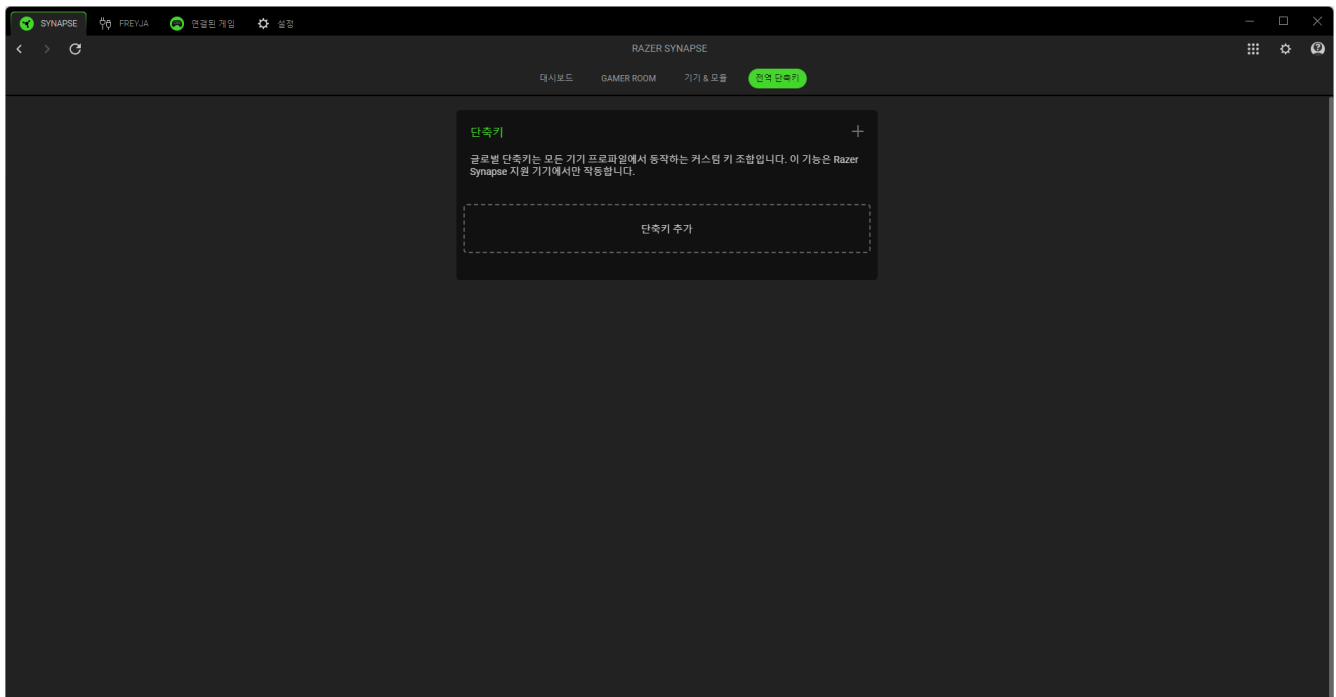 SYNAPSE FREYJA 연결된 게임 설정
RAZER SYNAPSE
대시보드 GAMER ROOM 기기 & 모듈 전역 단축키
단축키
글로벌 단축키는 모든 기기 프로파일에서 동작하는 커스텀 키 조합입니다. 이 기능은 Razer
Synapse 지원 기기에서만 작동합니다.
단축키 추가